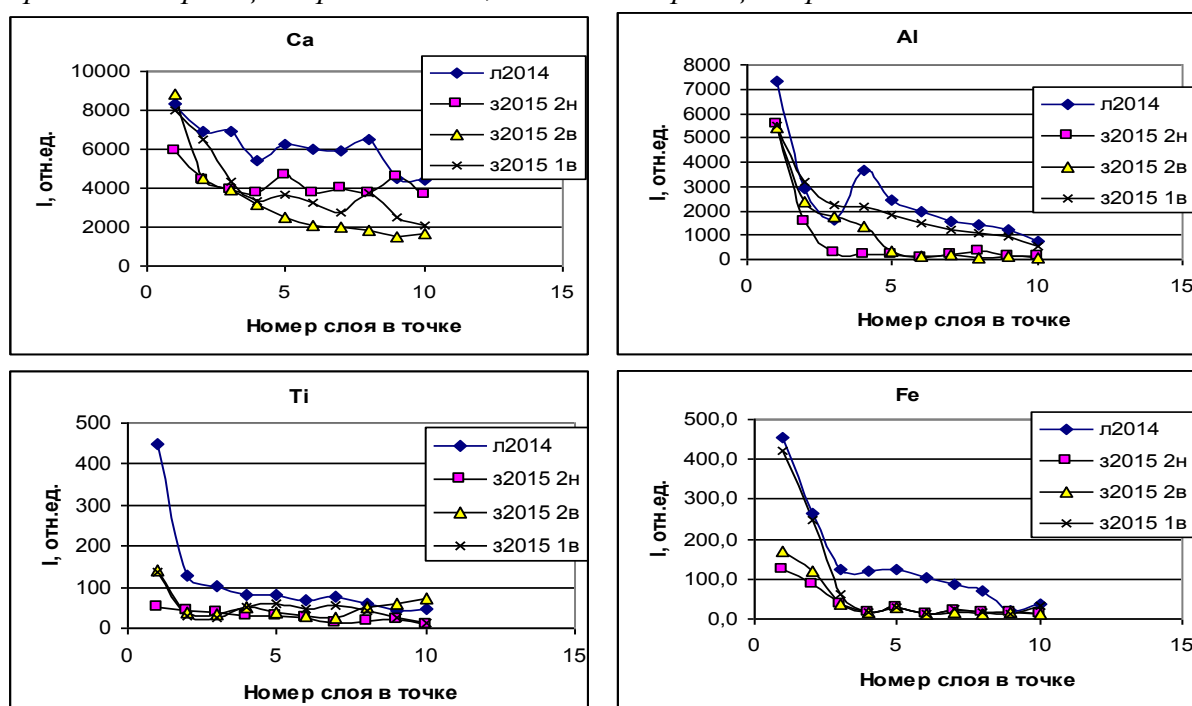 Ca
10000
8000
6000
4000
2000
0
0
5
10
15
I, отн.ед.
Номер слоя в точке
л2014
з2015 2н
з2015 2в
з2015 1в
Al
8000
7000
6000
5000
4000
3000
2000
1000
0
0
5
10
15
I, отн.ед.
Номер слоя в точке
л2014
з2015 2н
з2015 2в
з2015 1в
Ti
500
400
300
200
100
0
0
5
10
15
I, отн.ед.
Номер слоя в точке
л2014
з2015 2н
з2015 2в
з2015 1в
Fe
500,0
400,0
300,0
200,0
100,0
0,0
0
5
10
15
I, отн.ед.
Номер слоя в точке
л2014
з2015 2н
з2015 2в
з2015 1в